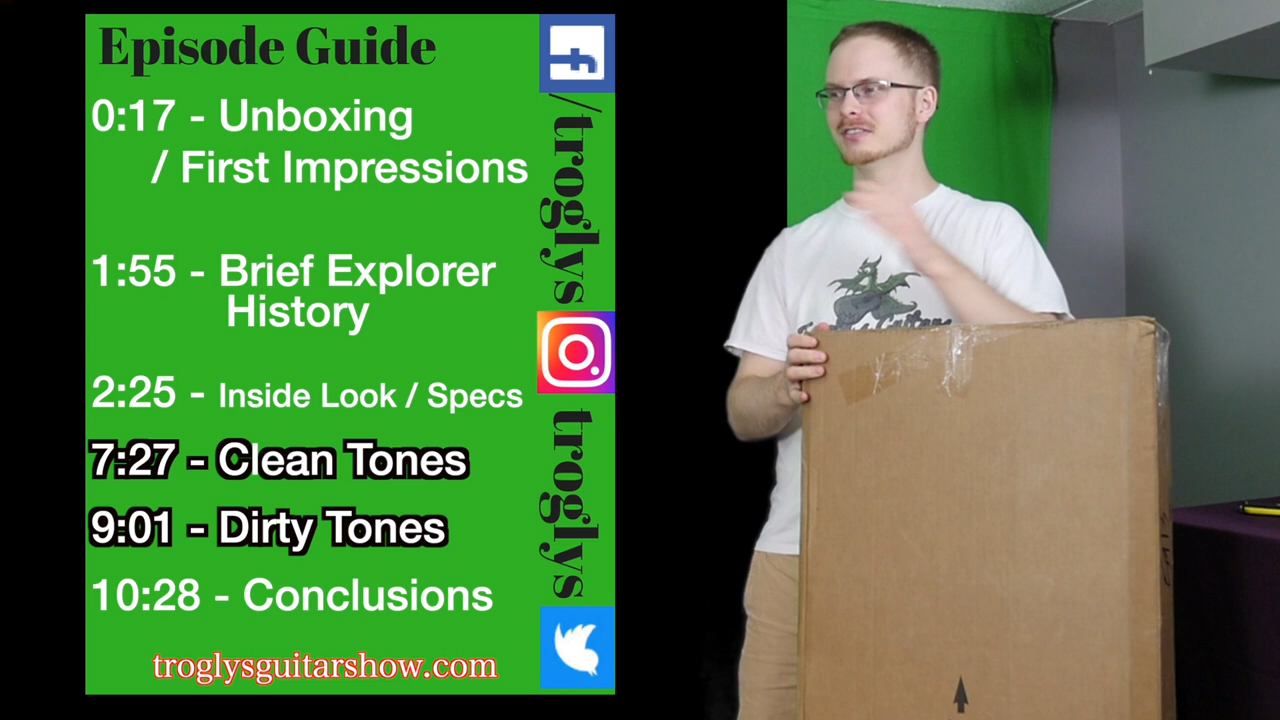 Episode Guide
0:17 - Unboxing
/ First Impressions
1:55 - Brief Explorer
History
2:25 - Inside Look / Specs
7:27 - Clean Tones
9:01 - Dirty Tones
10:28 - Conclusions
troglysguitarshow.com
f
/troglys
troglys